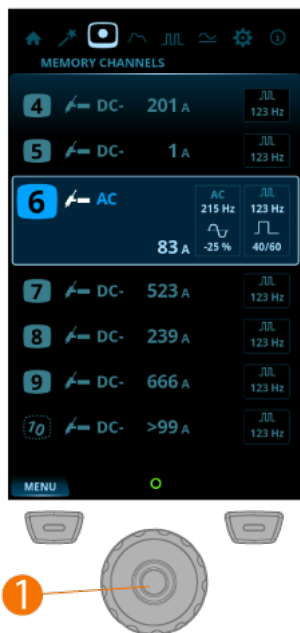 MEMORY CHANNELS
4 DC- 201 A 123 Hz
5 DC- 1 A 123 Hz
6 AC 83 A AC 215 Hz -25 % 123 Hz 40/60
7 DC- 523 A 123 Hz
8 DC- 239 A 123 Hz
9 DC- 666 A 123 Hz
10 DC- >99 A 123 Hz
MENU
1